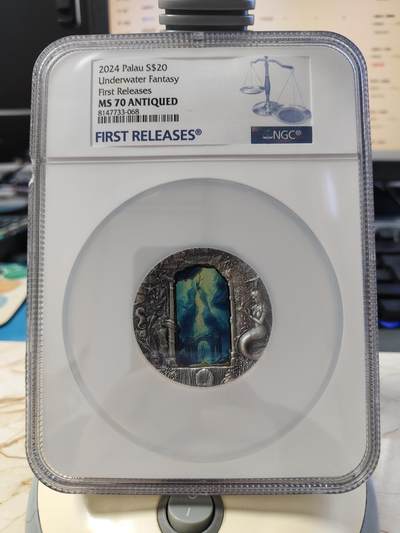 2024 Palau S$20
Underwater Fantasy
First Releases
MS 70 ANTIQUED
8147733-068
FIRST RELEASES®
NGC®